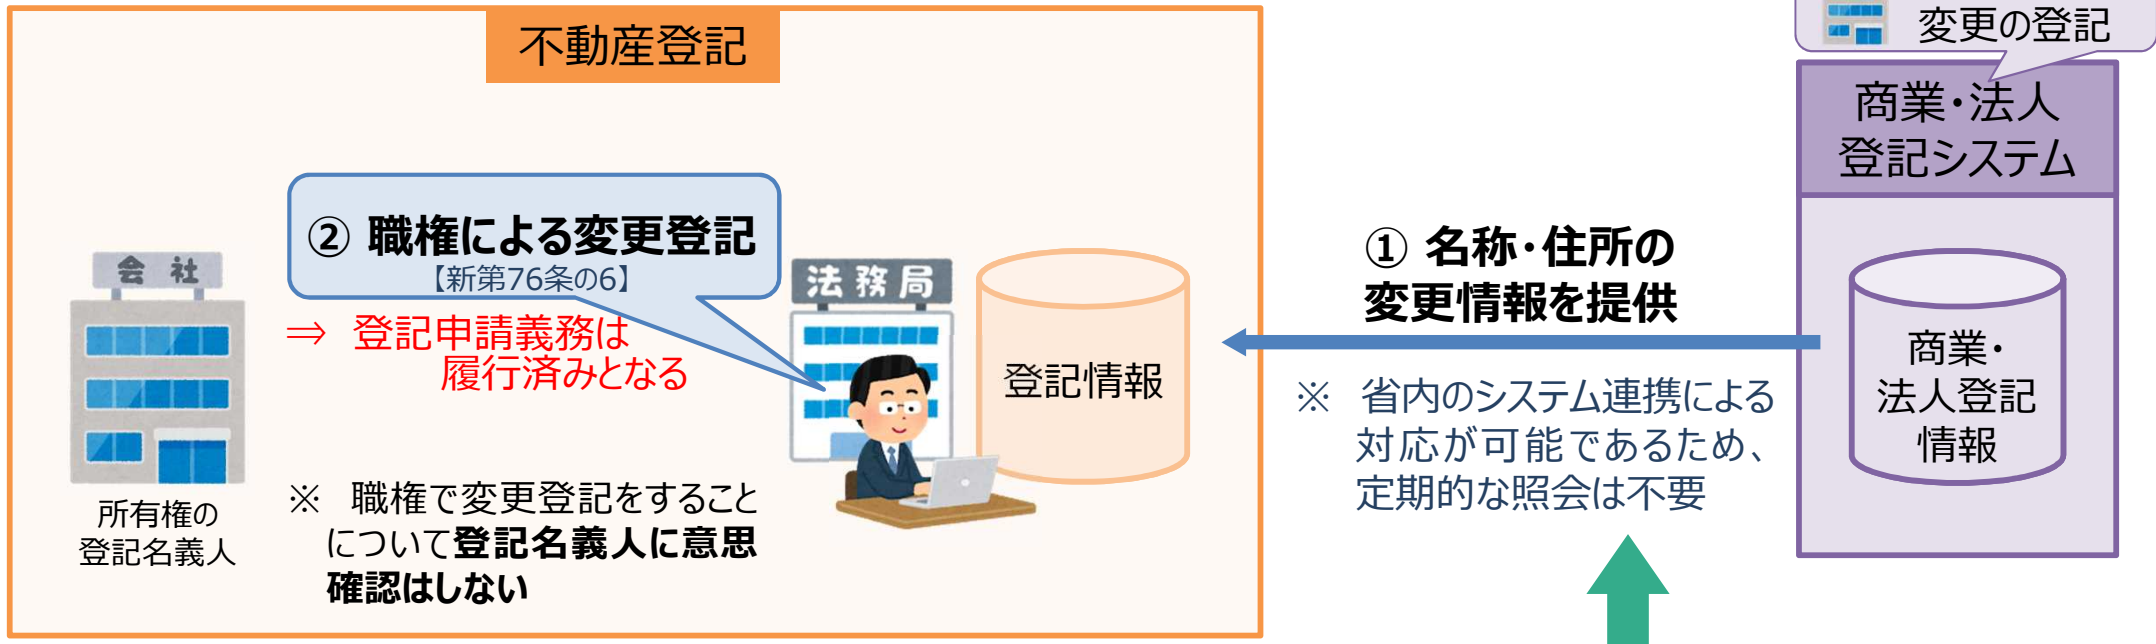 不動産登記
変更の登記
商業・法人
登記システム
② 職権による変更登記
【新第76条の6】
⇒ 登記申請義務は
履行済みとなる
会社
所有権の
登記名義人
※ 職権で変更登記をすること
について登記名義人に意思
確認はしない
法務局
登記情報
① 名称・住所の
変更情報を提供
※ 省内のシステム連携による
対応が可能であるため、
定期的な照会は不要
商業・
法人登記
情報